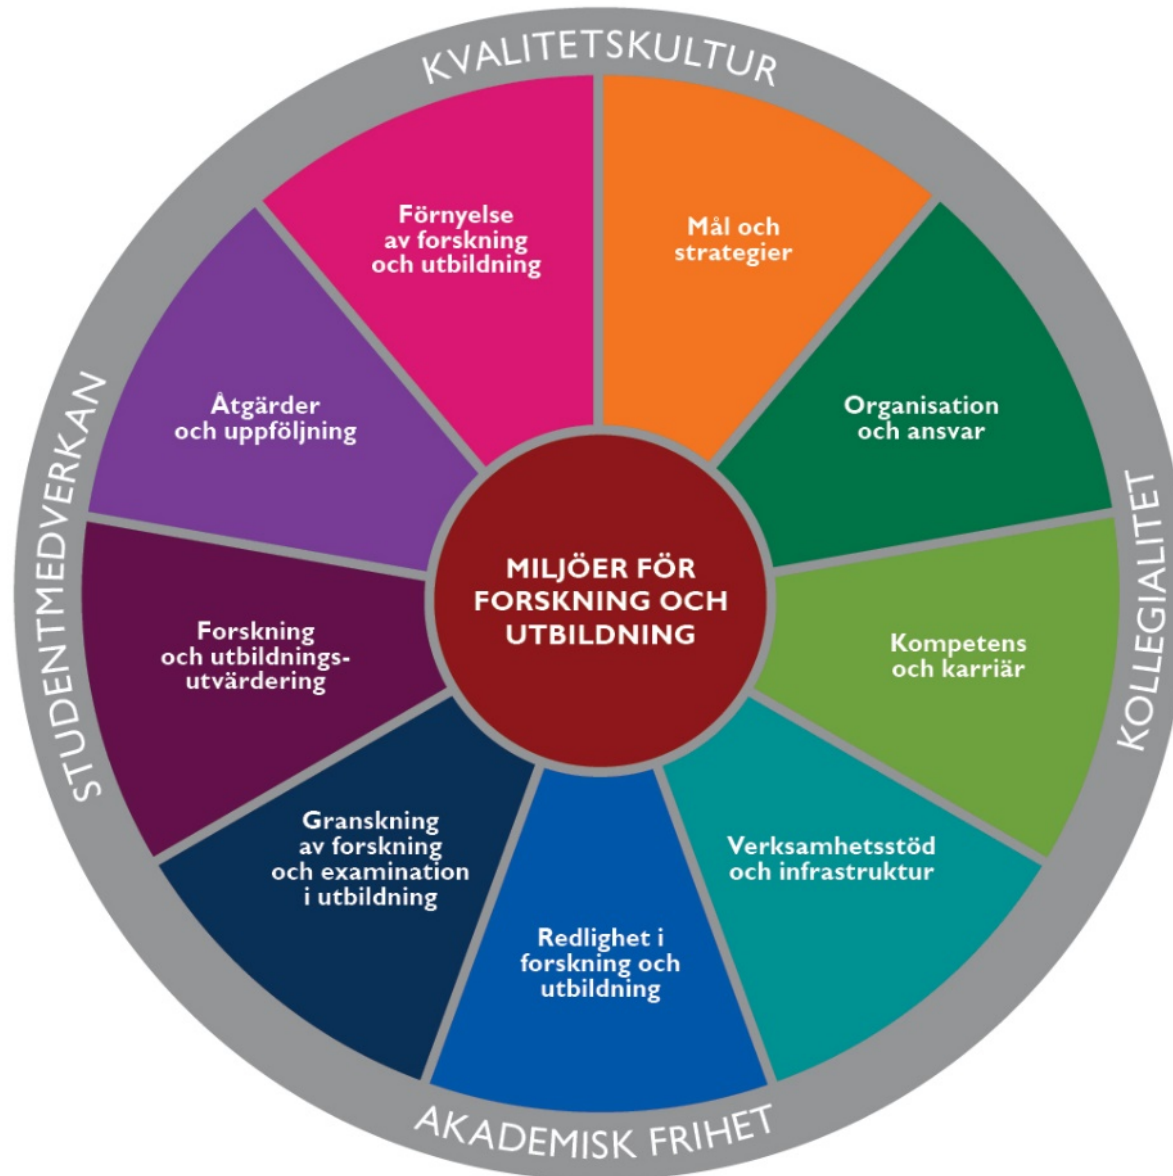 KVALITETSKULTUR
Mål och
strategier
Organisation
och ansvar
KOLLEGIALITET
Kompetens
och karriär
Verksamhetsstöd
och infrastruktur
Redlighet i
forskning och
utbildning
AKADEMISK FRIHET
Granskning
av forskning
och examination
i utbildning
Forskning
och utbildnings-
utvärdering
STUDENTMEDVERKAN
Åtgärder
och uppföljning
Förnyelse
av forskning
och utbildning
MILJÖER FÖR
FORSKNING OCH
UTBILDNING